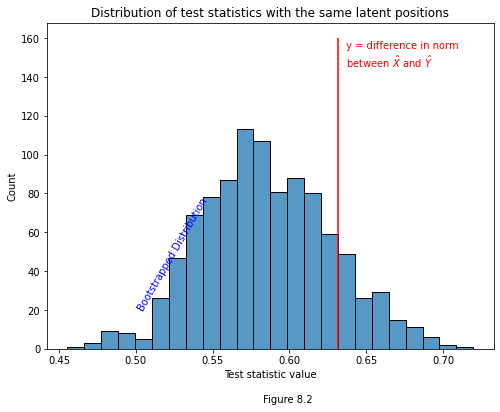 Distribution of test statistics with the same latent positions
160
140
120
100
80
60
40
20
0
Count
y = difference in norm
between $\hat{X}$ and $\hat{Y}$
Bootstrapped Distribution
0.45 0.50 0.55 0.60 0.65 0.70
Test statistic value
Figure 8.2